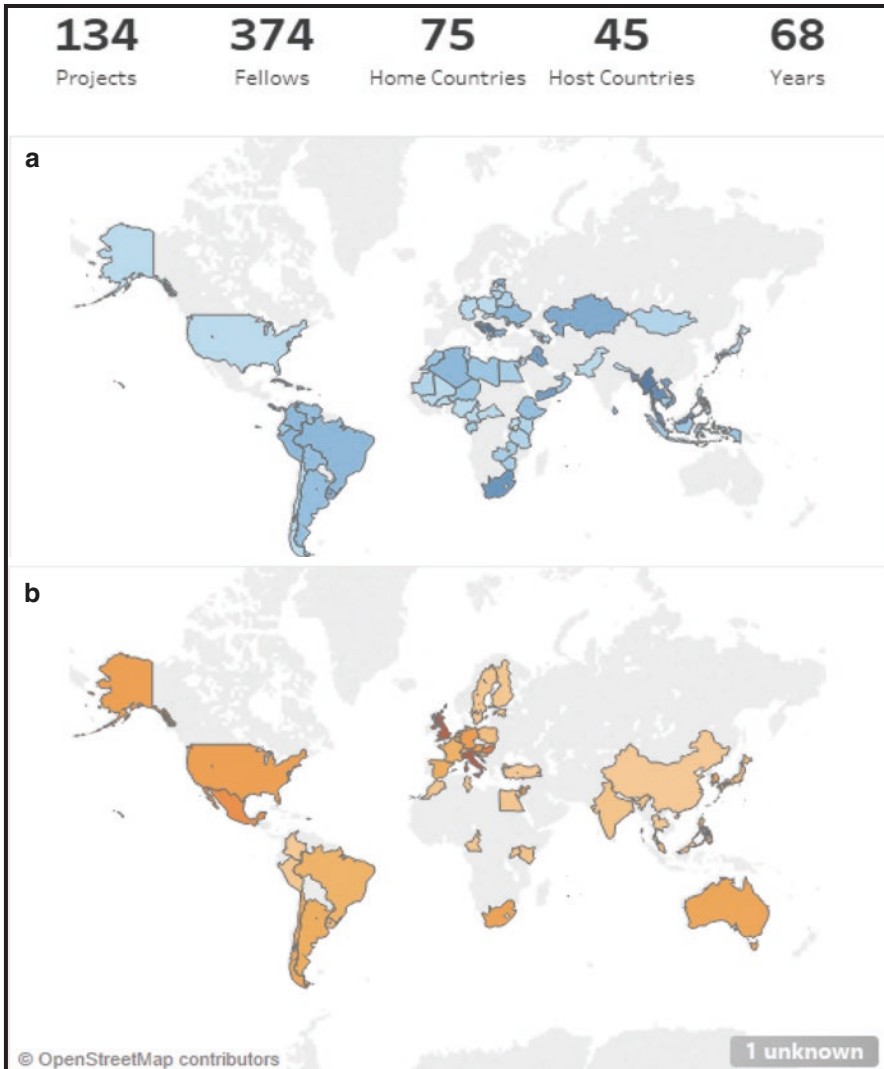 134 374 75 45 68
Projects Fellows Home Countries Host Countries Years
a
b
© OpenStreetMap contributors
1 unknown